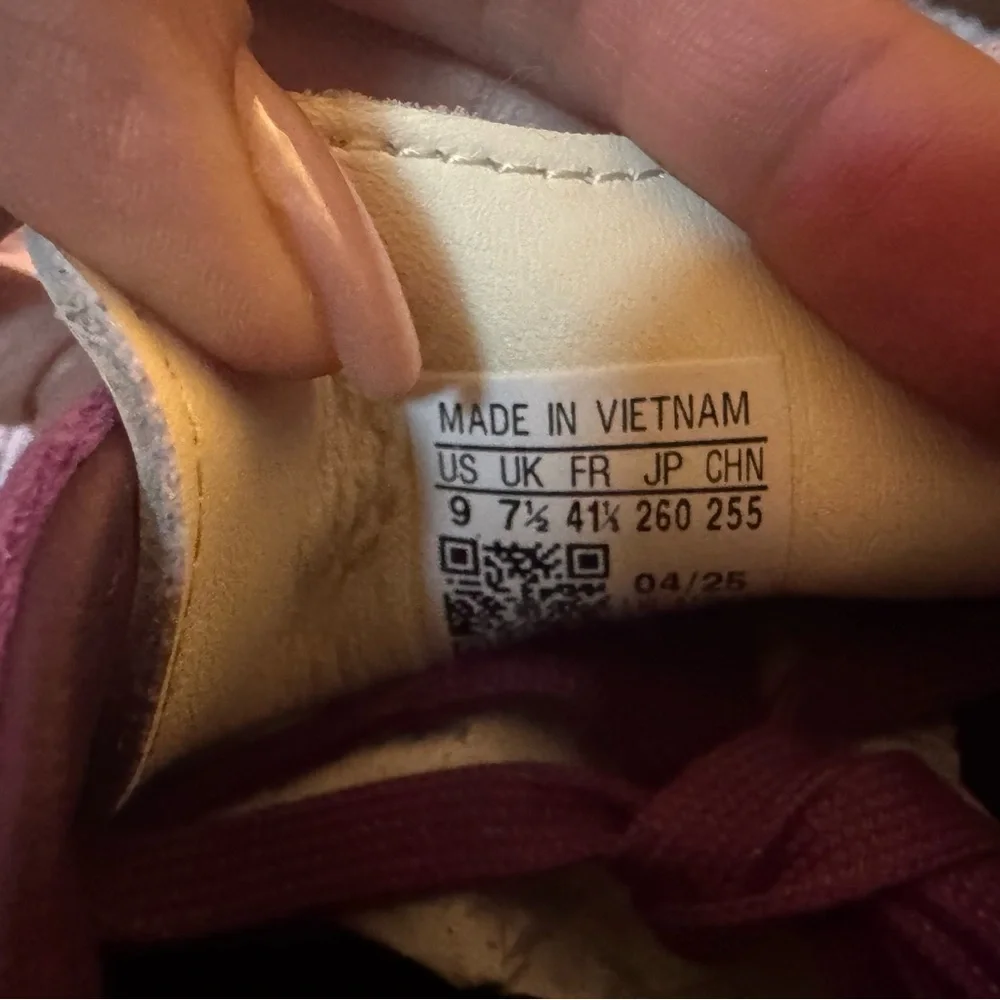 MADE IN VIETNAM
US UK FR JP CHN
9 7½ 41⅓ 260 255
04/25